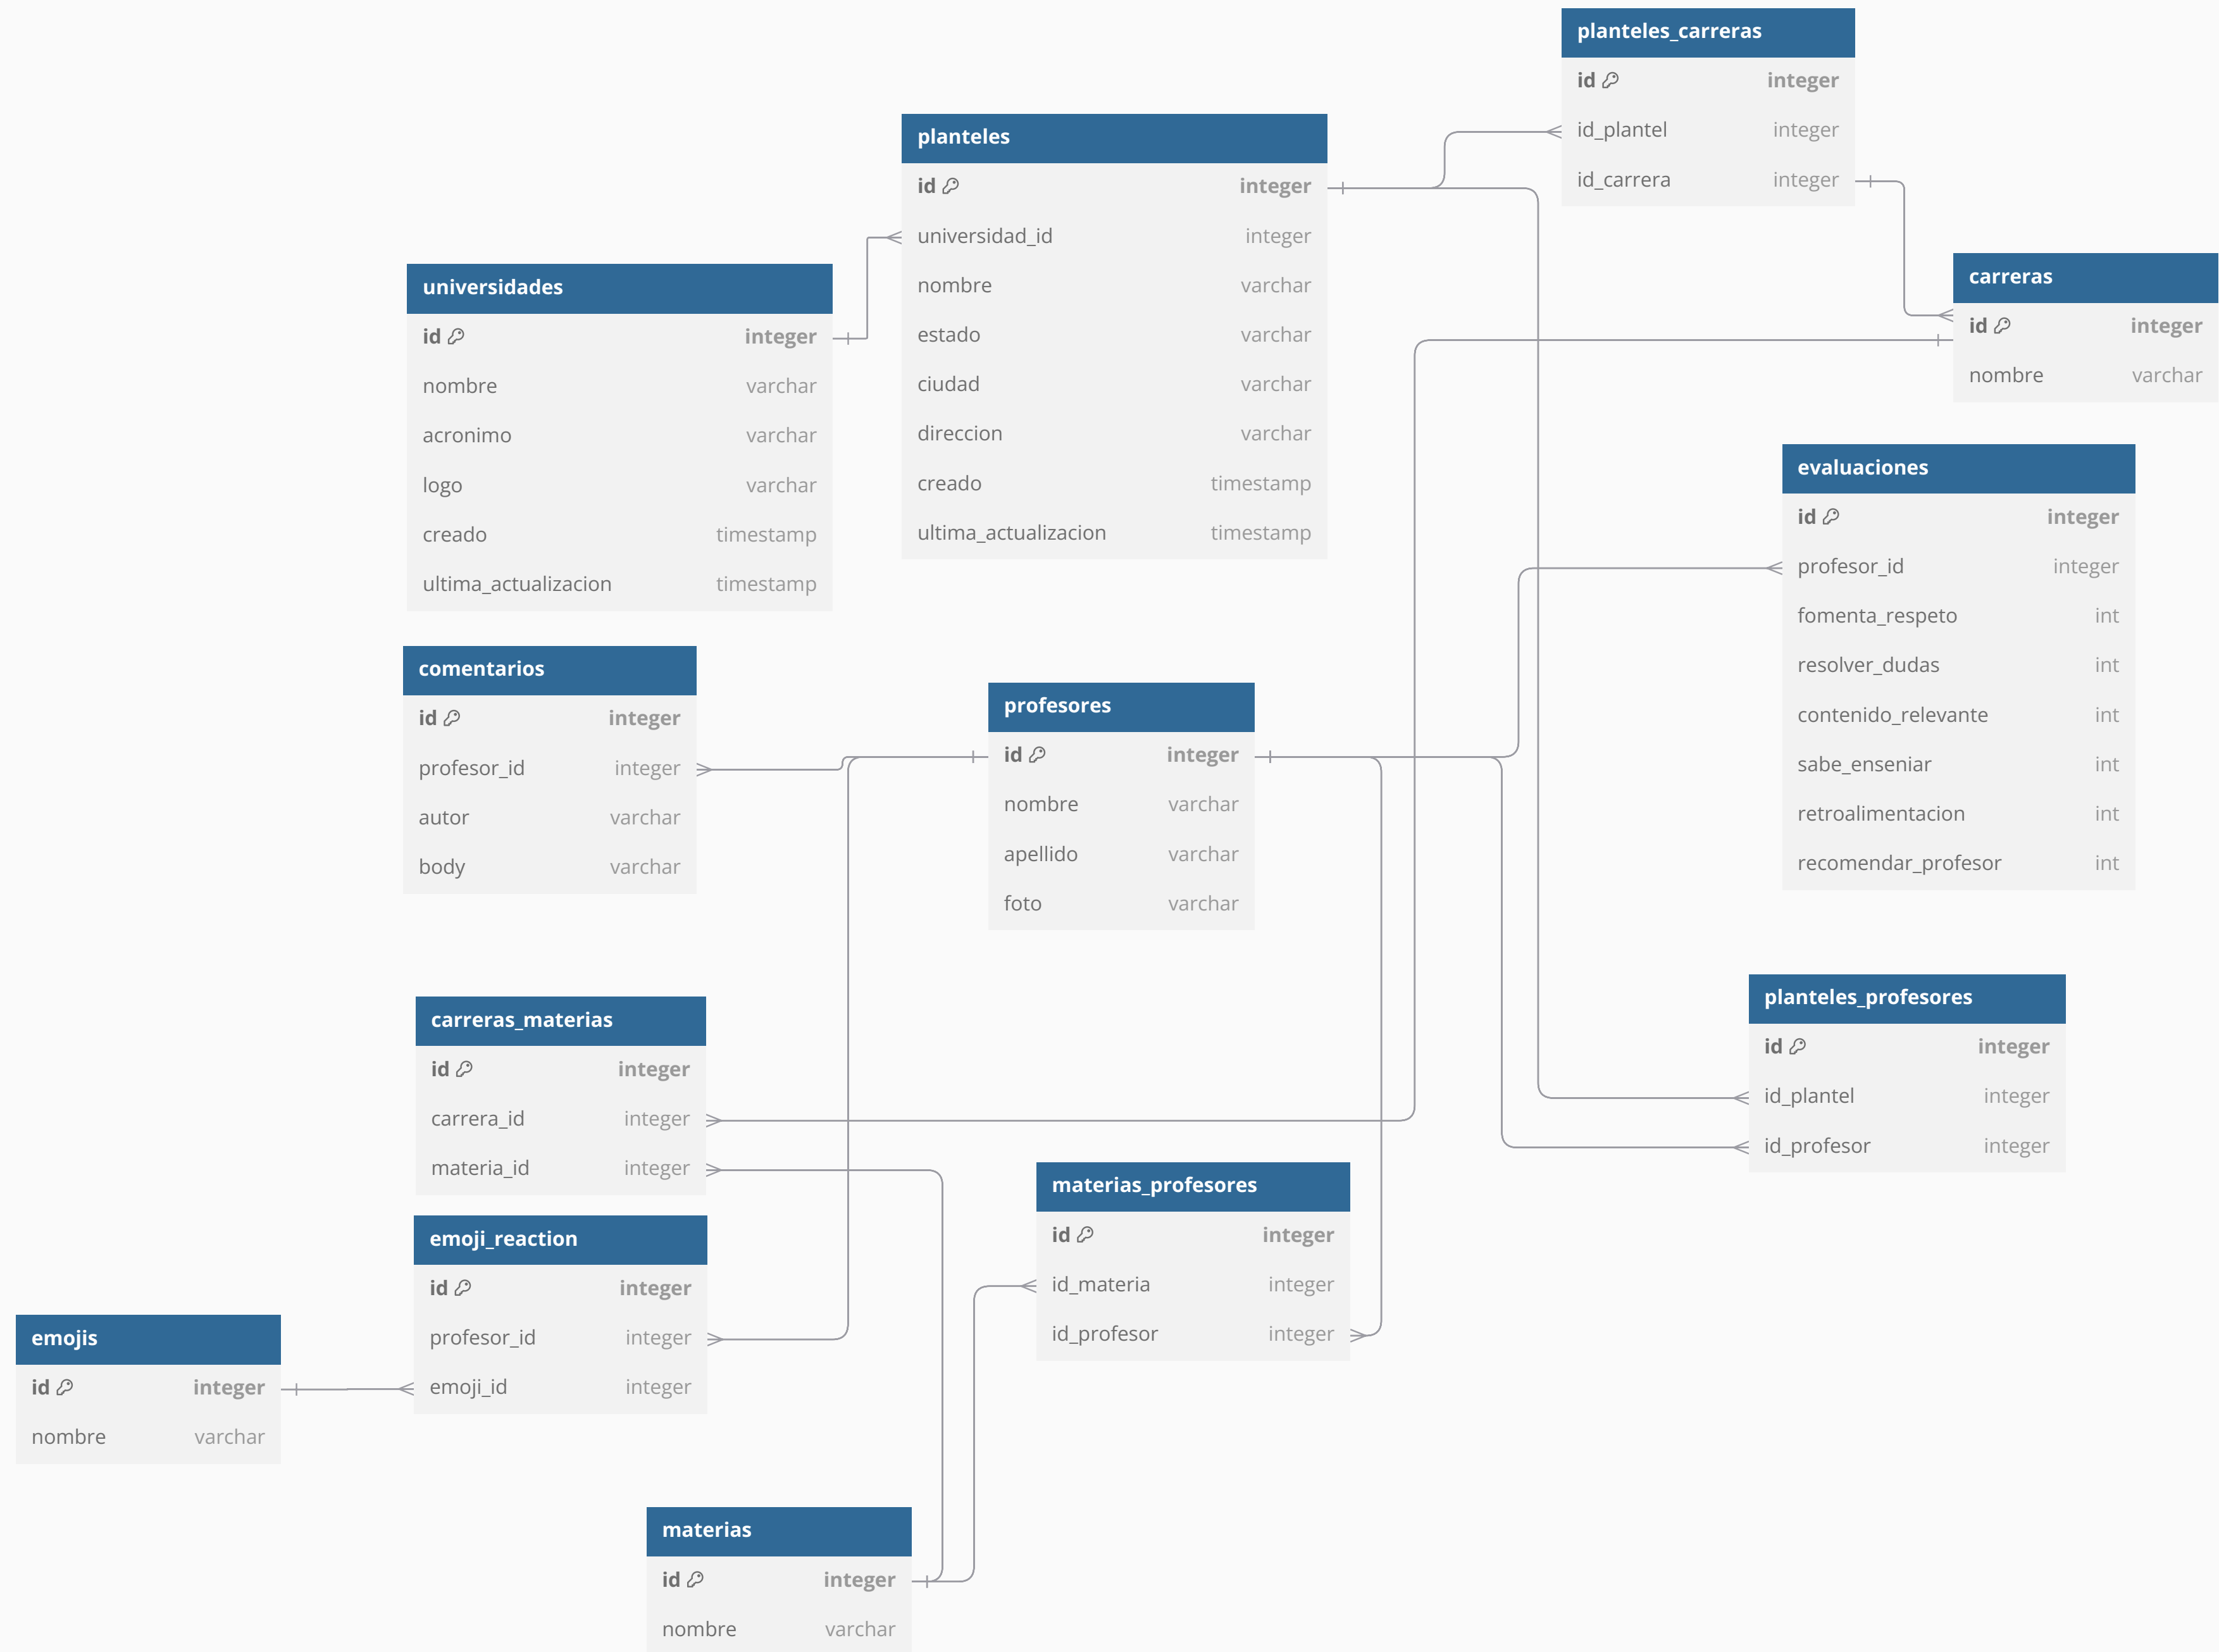 planteles_carreras
id integer
id_plantel integer
id_carrera integer
planteles
id integer
universidad_id integer
nombre varchar
estado varchar
ciudad varchar
direccion varchar
creado timestamp
ultima_actualizacion timestamp
universidades
id integer
nombre varchar
acronimo varchar
logo varchar
creado timestamp
ultima_actualizacion timestamp
carreras
id integer
nombre varchar
evaluaciones
id integer
profesor_id integer
fomenta_respeto int
resolver_dudas int
contenido_relevante int
sabe_enseniar int
retroalimentacion int
recomendar_profesor int
comentarios
id integer
profesor_id integer
autor varchar
body varchar
profesores
id integer
nombre varchar
apellido varchar
foto varchar
planteles_profesores
id integer
id_plantel integer
id_profesor integer
carreras_materias
id integer
carrera_id integer
materia_id integer
materias_profesores
id integer
id_materia integer
id_profesor integer
emoji_reaction
id integer
profesor_id integer
emoji_id integer
emojis
id integer
nombre varchar
materias
id integer
nombre varchar